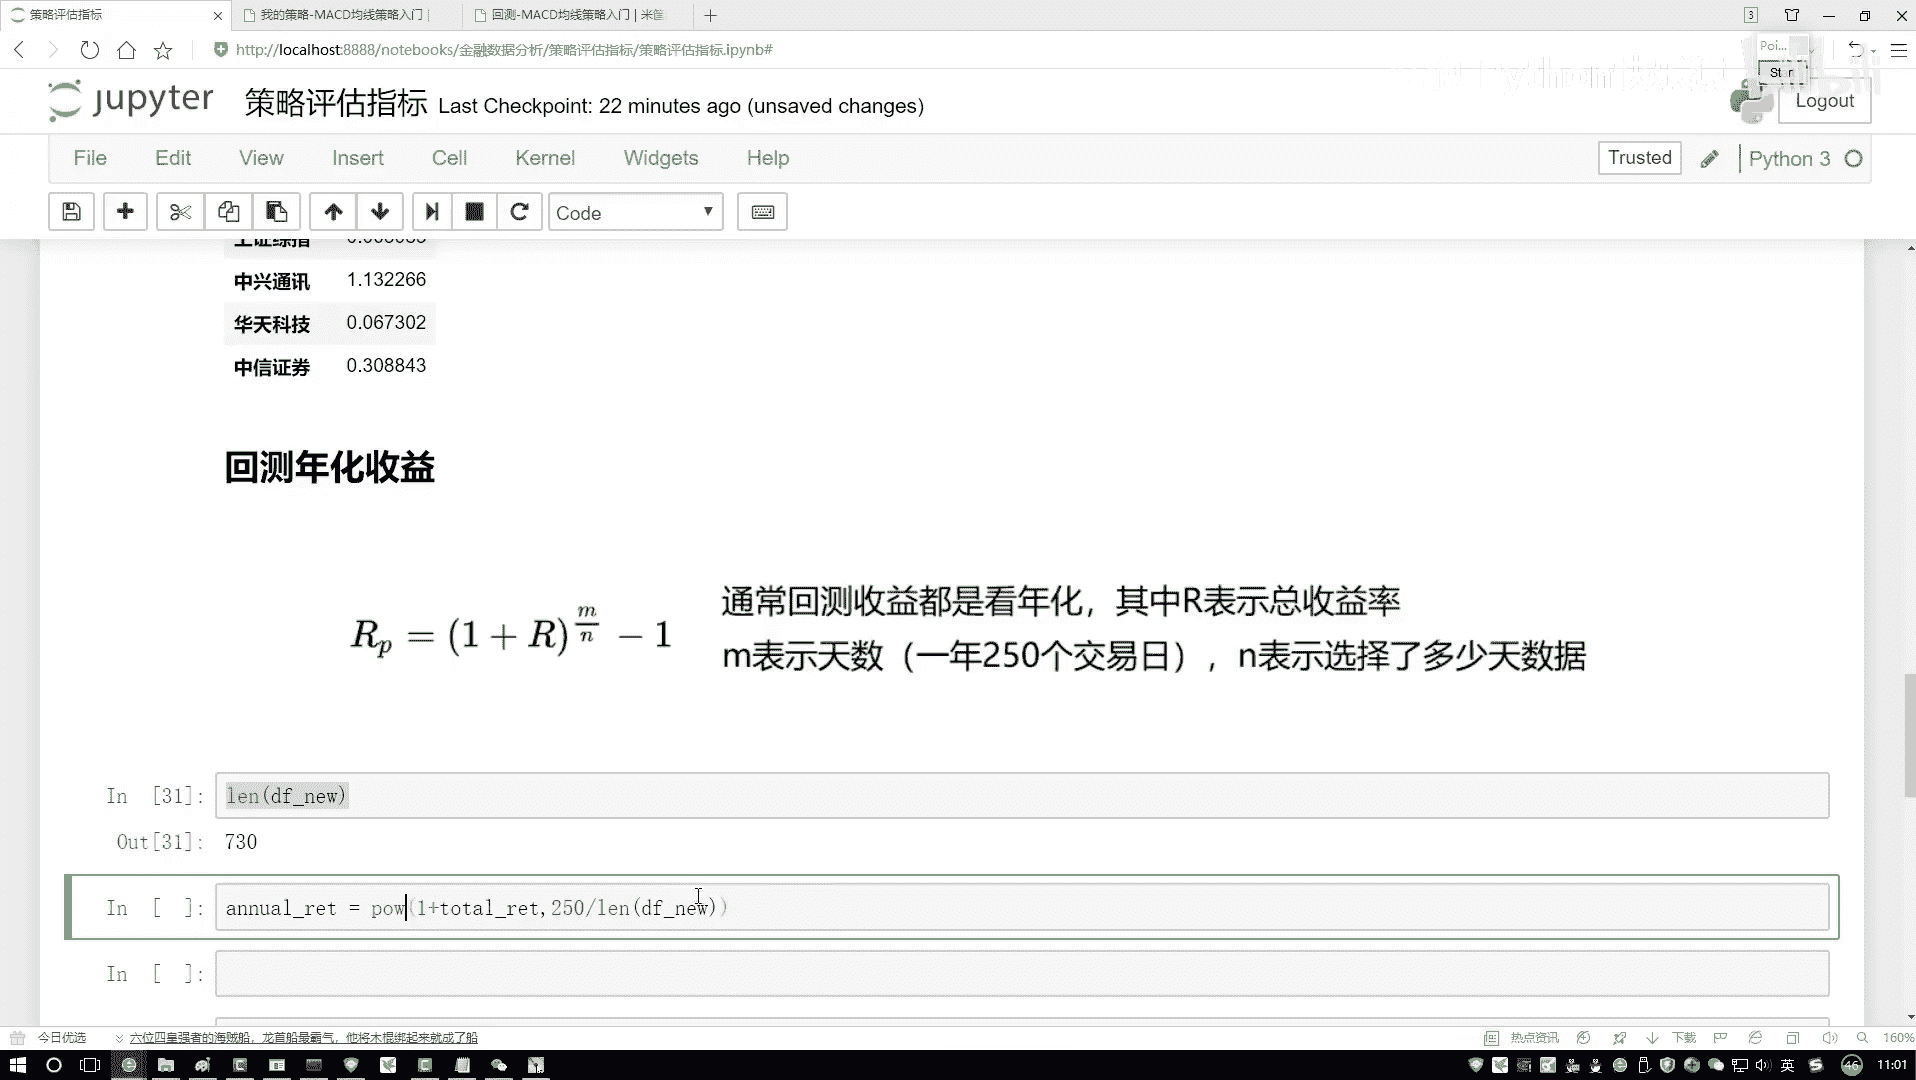 策略评估指标
我的策略-MACD均线策略入门 |
回测-MACD均线策略入门 | 米筐
3
http://localhost:8888/notebooks/金融数据分析/策略评估指标/策略评估指标.ipynb#
Poi...
jupyter 策略评估指标 Last Checkpoint: 22 minutes ago (unsaved changes)
Logout
File Edit View Insert Cell Kernel Widgets Help
Trusted
Python 3
Code
中兴通讯 1.132266
华天科技 0.067302
中信证券 0.308843
回测年化收益
R_p = (1 + R)^{m/n} − 1
通常回测收益都是看年化，其中R表示总收益率
m表示天数（一年250个交易日），n表示选择了多少天数据
In [31]: len(df_new)
Out[31]: 730
In [ ]: annual_ret = pow(1+total_ret,250/len(df_new))
In [ ]:
今日优选
六位四皇强者的海贼船，龙首船最霸气，他将木棍绑起来就成了船
热点资讯
下载
160%
英
46
11:01